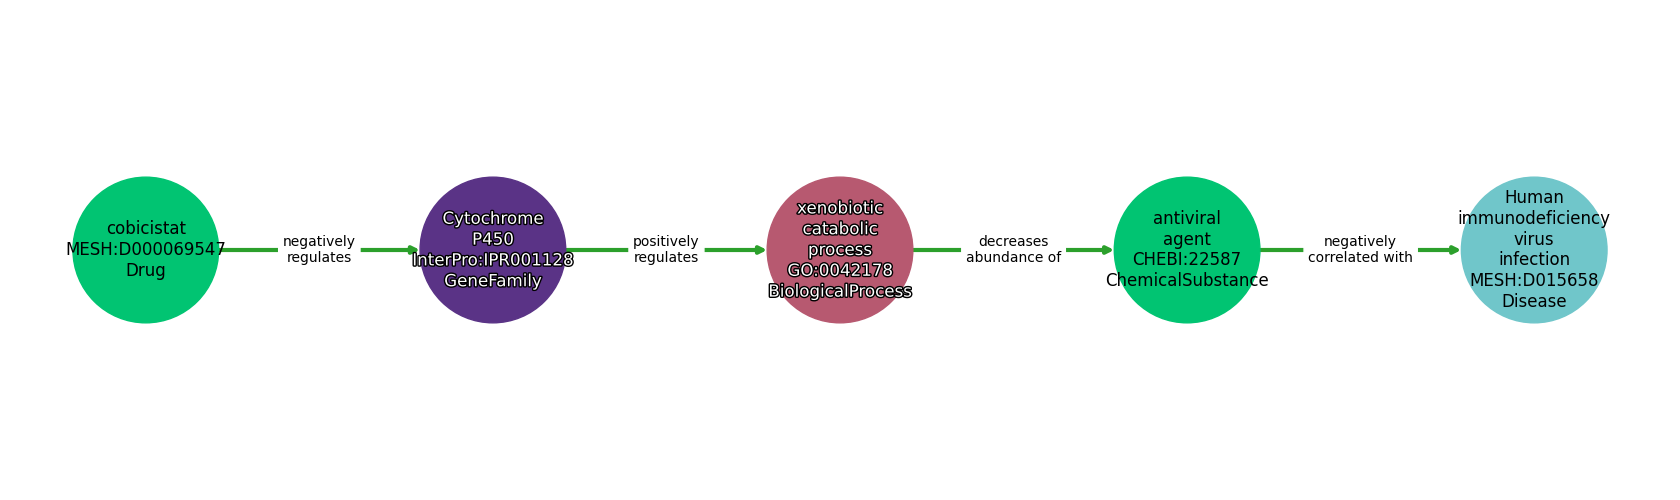 cobicistat
MESH:D000069547
Drug
negatively
regulates
Cytochrome
P450
InterPro:IPR001128
GeneFamily
positively
regulates
xenobiotic
catabolic
process
GO:0042178
BiologicalProcess
decreases
abundance of
antiviral
agent
CHEBI:22587
ChemicalSubstance
negatively
correlated with
Human
immunodeficiency
virus
infection
MESH:D015658
Disease